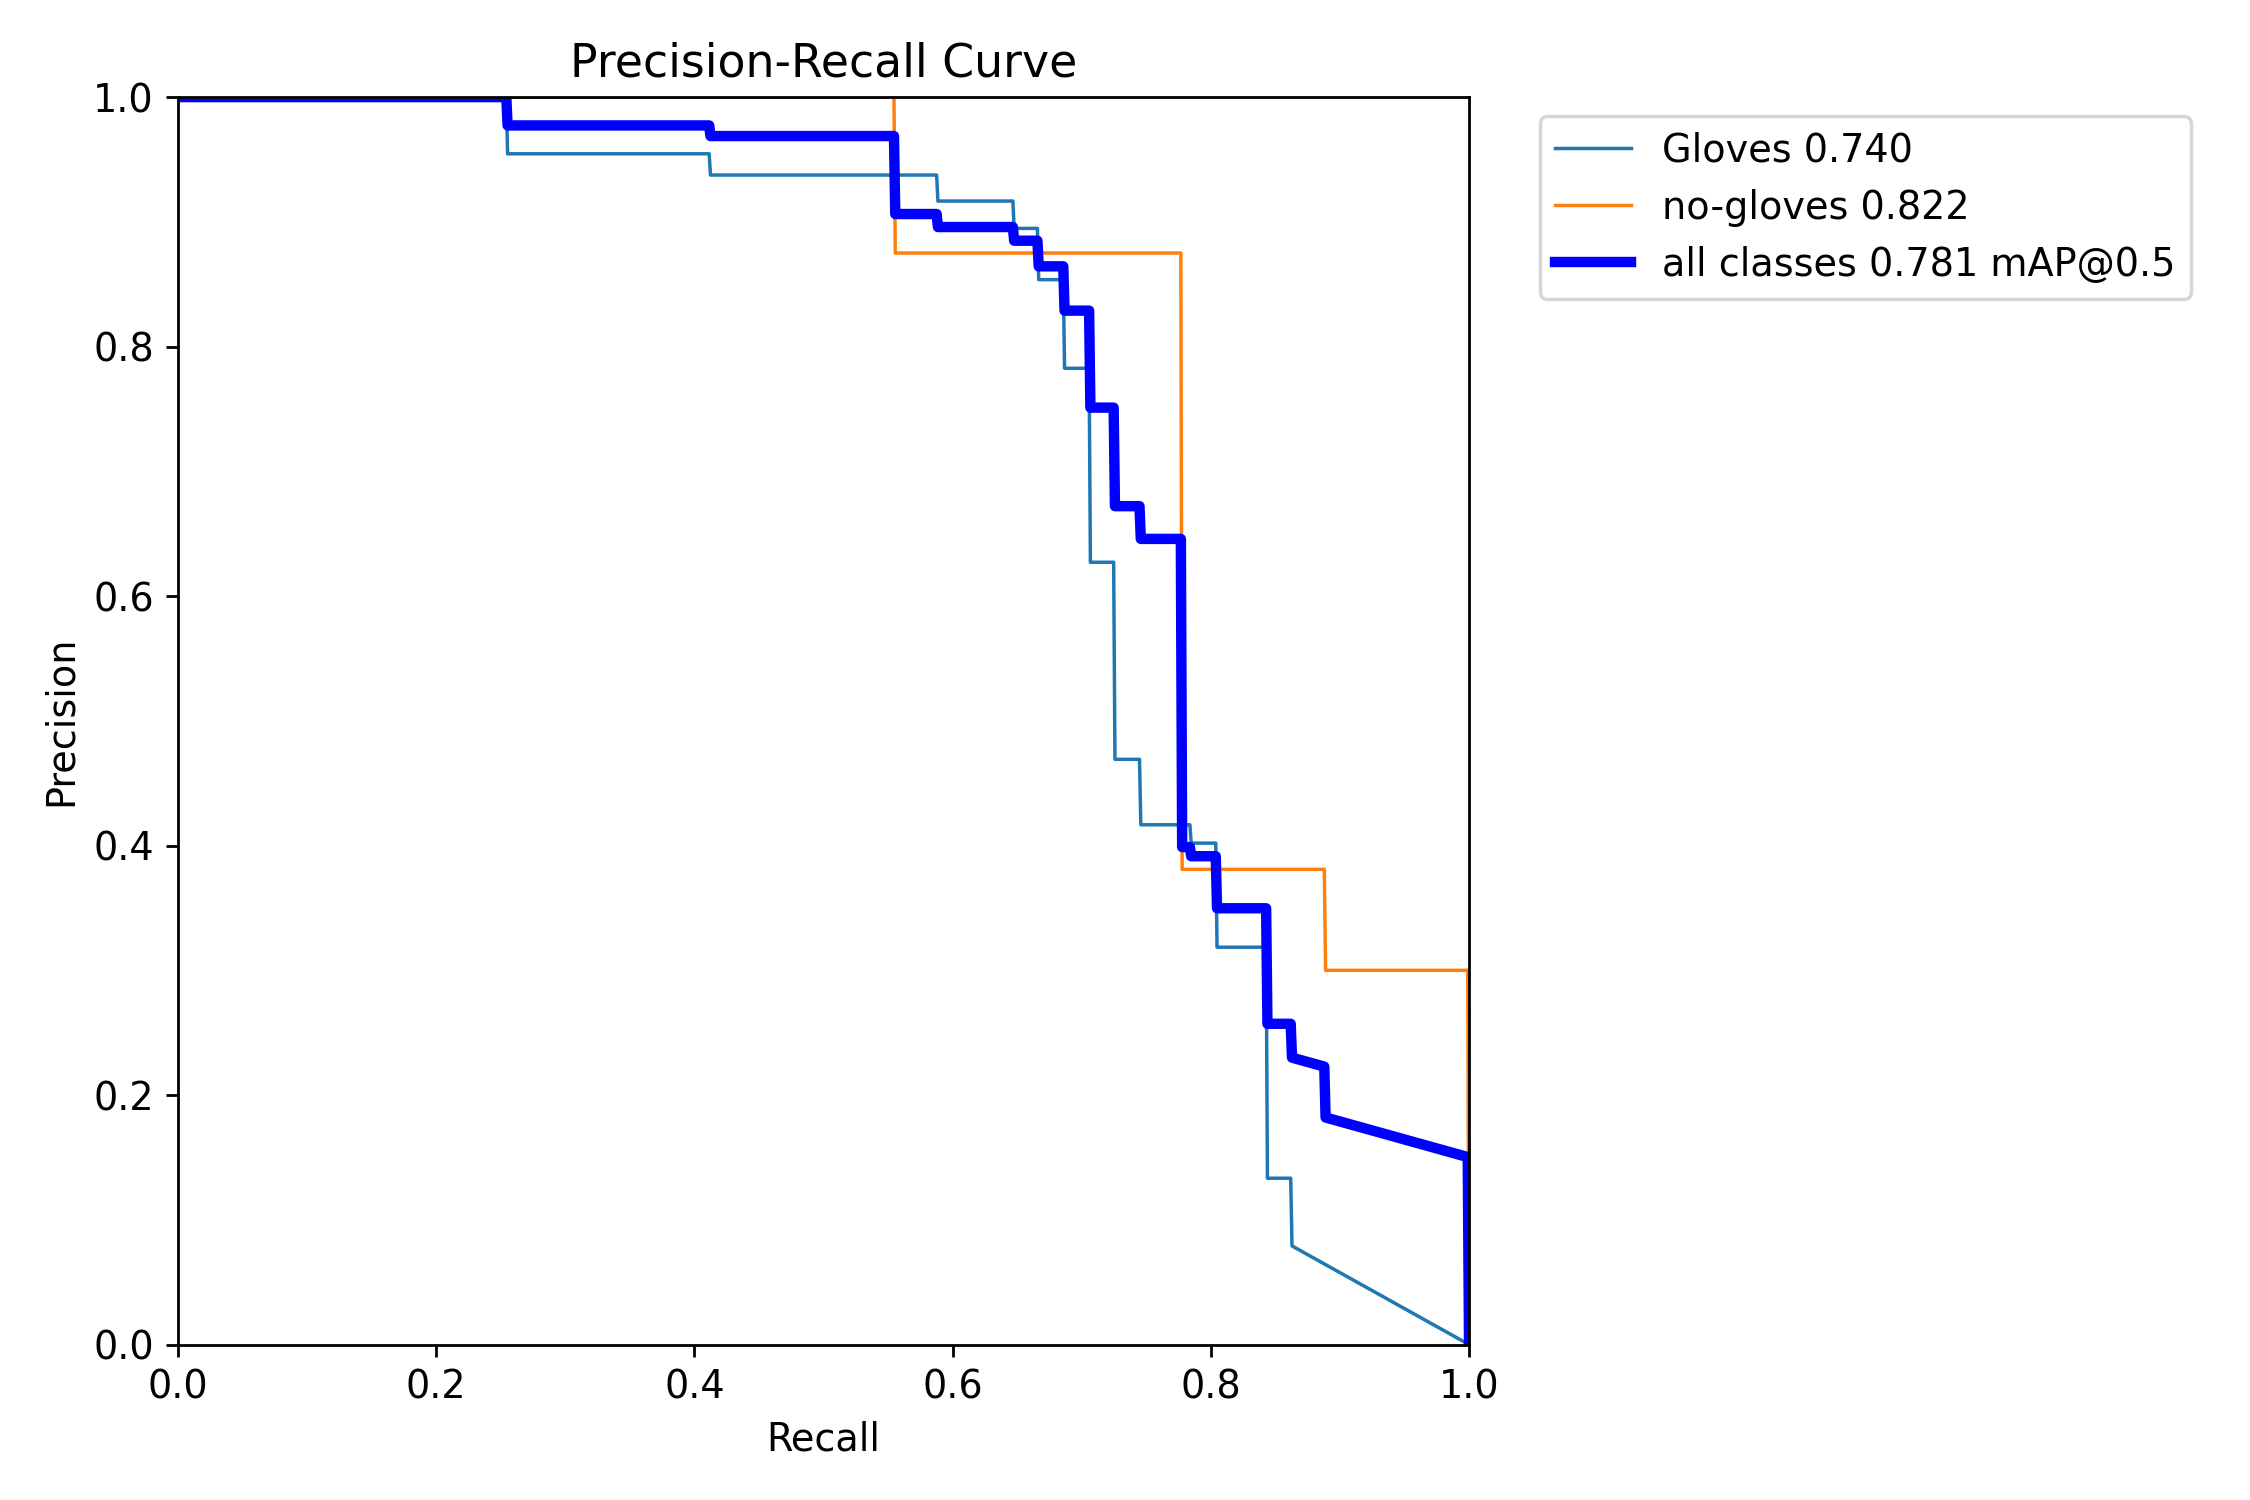 Precision-Recall Curve
1.0
0.8
0.6
0.4
0.2
0.0
Precision
0.0 0.2 0.4 0.6 0.8 1.0
Recall
Gloves 0.740
no-gloves 0.822
all classes 0.781 mAP@0.5